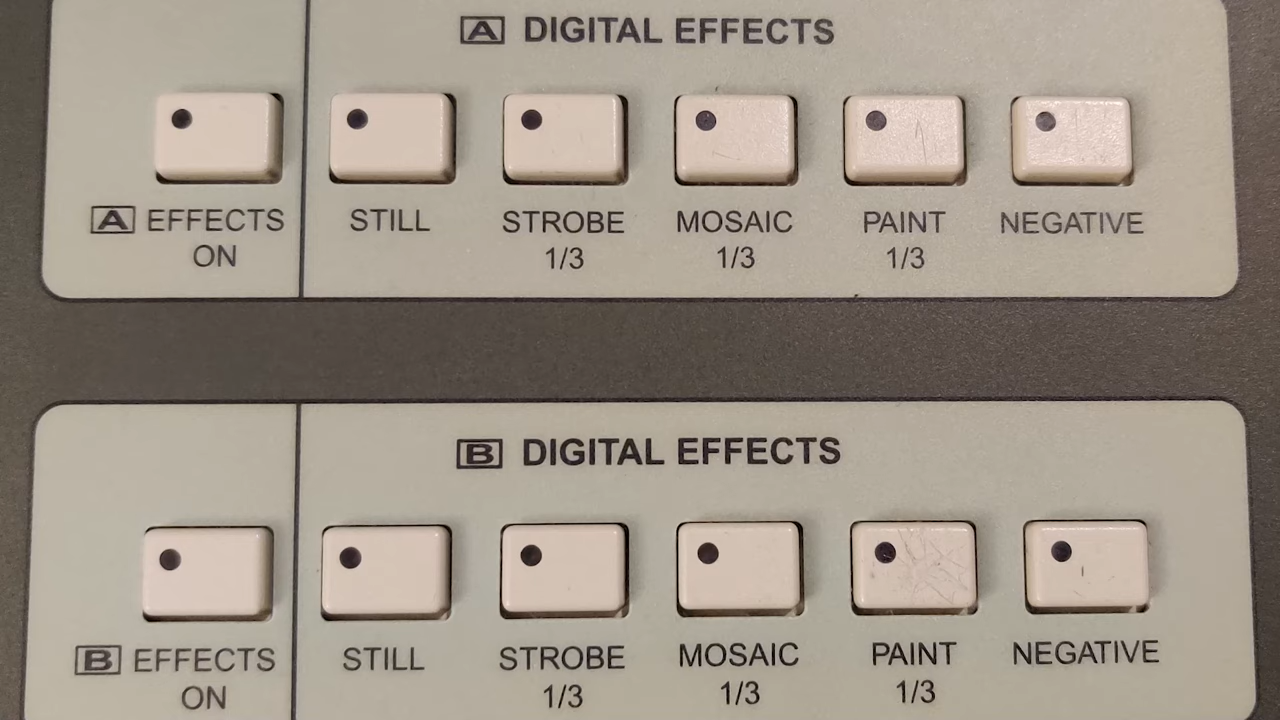 A DIGITAL EFFECTS
A EFFECTS ON
STILL
STROBE 1/3
MOSAIC 1/3
PAINT 1/3
NEGATIVE
B DIGITAL EFFECTS
B EFFECTS ON
STILL
STROBE 1/3
MOSAIC 1/3
PAINT 1/3
NEGATIVE